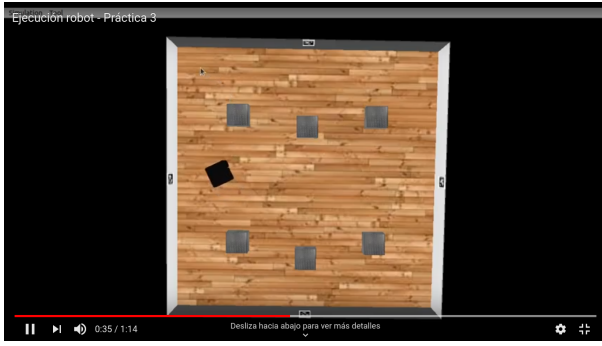 Ejecución robot - Práctica 3
0:35 / 1:14
Desliza hacia abajo para ver más detalles